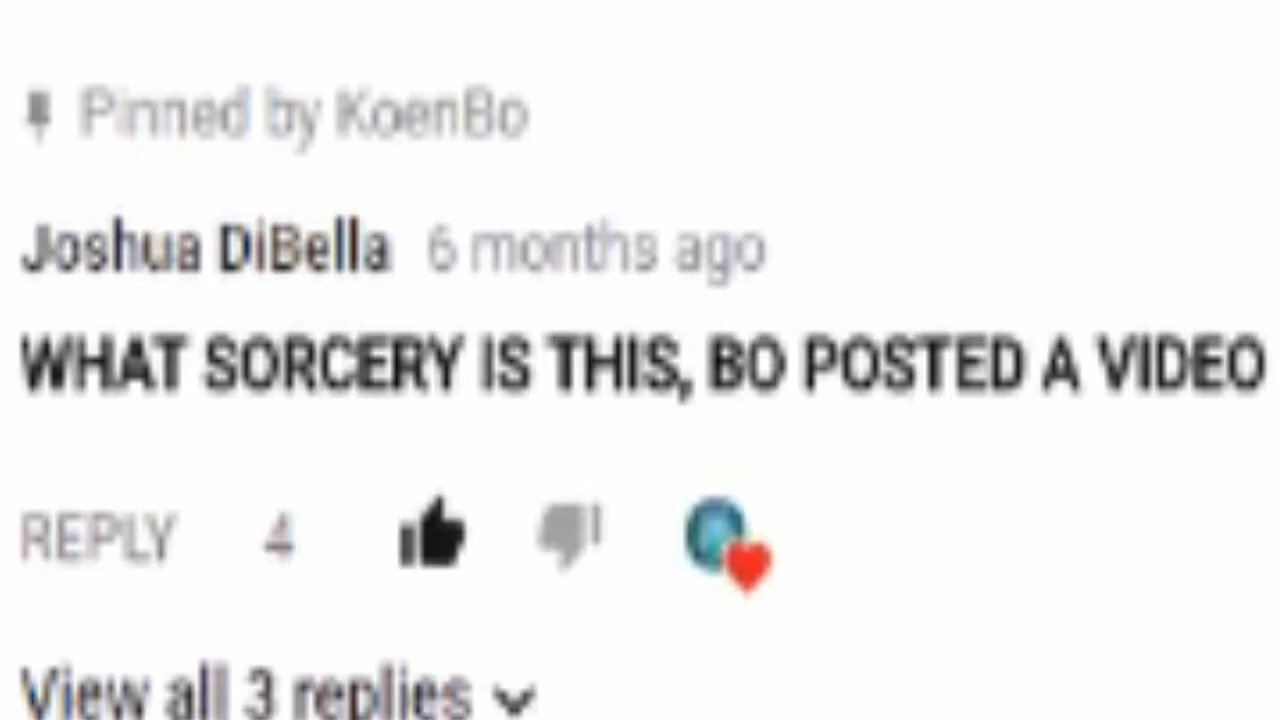 Pinned by KoenBo
Joshua DiBella 6 months ago
WHAT SORCERY IS THIS, BO POSTED A VIDEO
REPLY 4
View all 3 replies